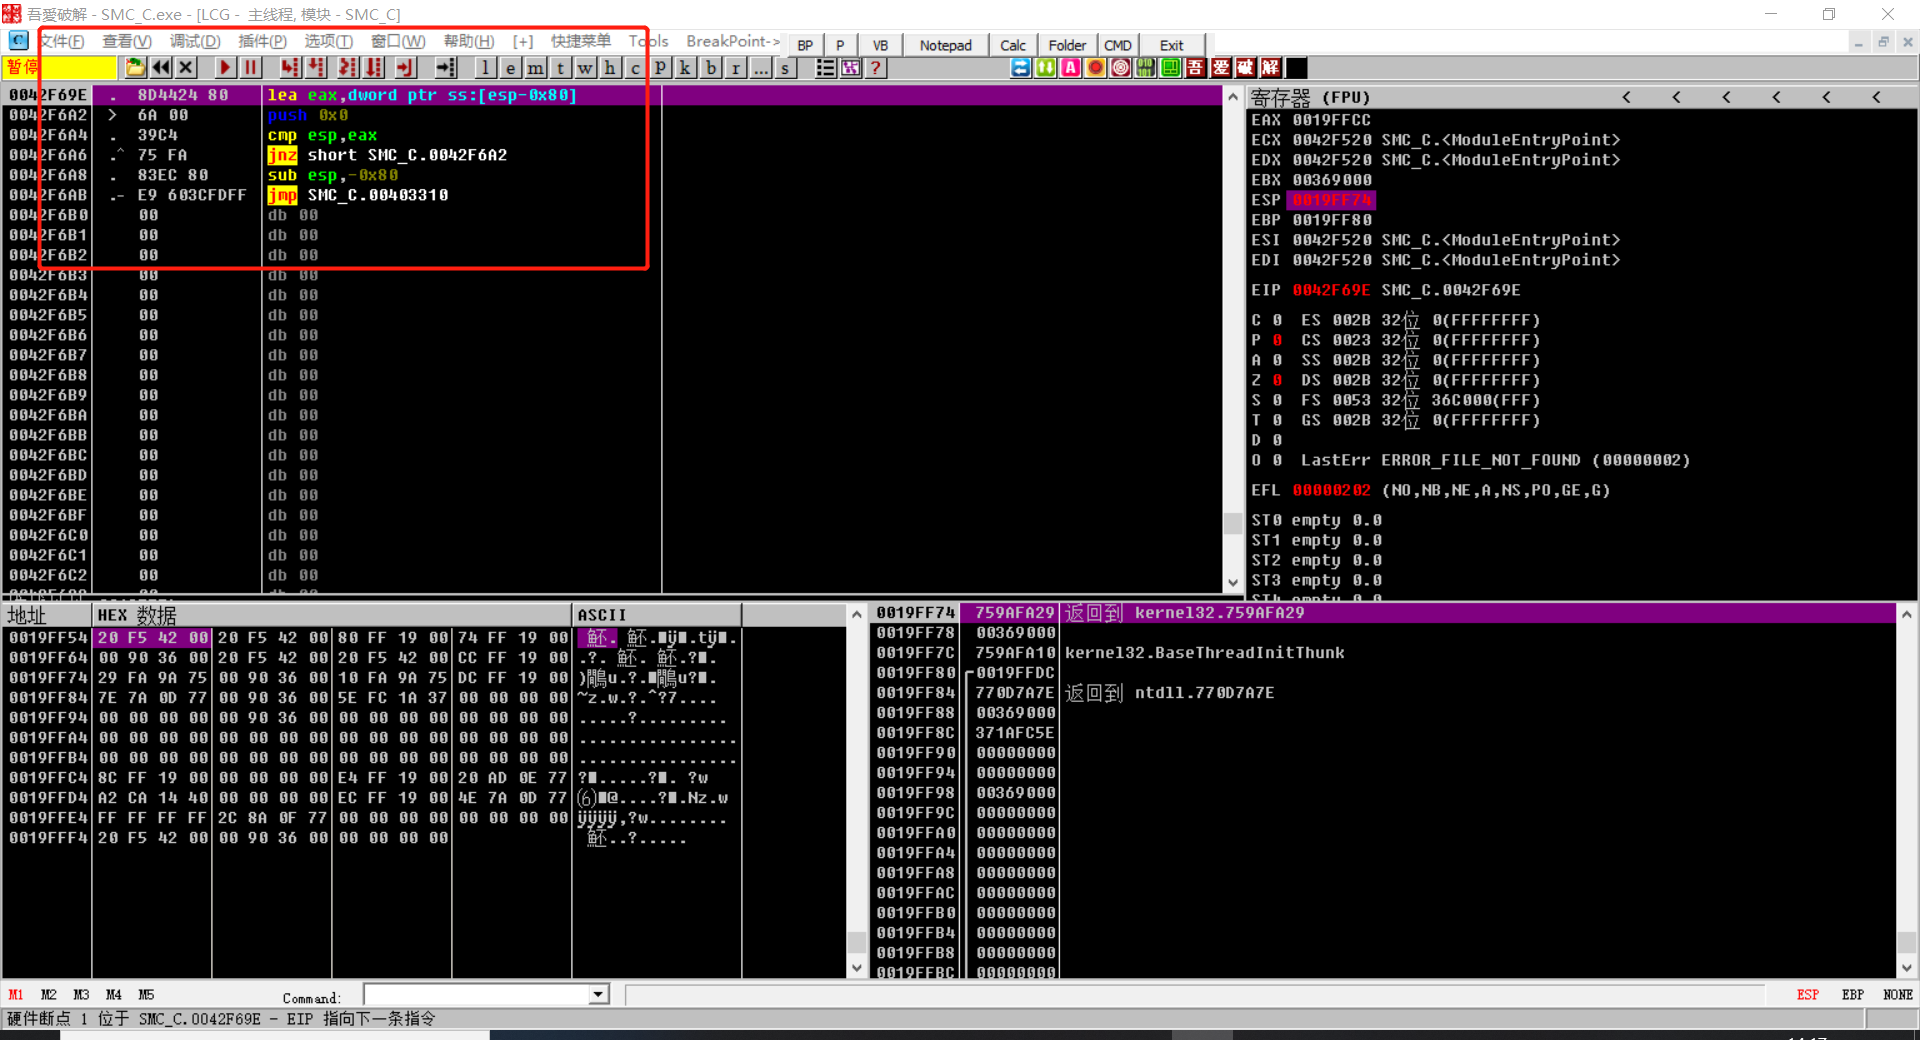 吾愛破解 - SMC_C.exe - [LCG - 主线程, 模块 - SMC_C]
文件(F) 查看(V) 调试(D) 插件(P) 选项(T) 窗口(W) 帮助(H) [+] 快捷菜单 Tools BreakPoint-> BP P VB Notepad Calc Folder CMD Exit
暂停 l e m t w h c P k b r ... s ? A 吾 爱 破 解
0042F69E . 8D4424 80 lea eax,dword ptr ss:[esp-0x80]
0042F6A2 > 6A 00 push 0x0
0042F6A4 . 39C4 cmp esp,eax
0042F6A6 .^ 75 FA jnz short SMC_C.0042F6A2
0042F6A8 . 83EC 80 sub esp,-0x80
0042F6AB .- E9 603CFDFF jmp SMC_C.00403310
0042F6B0 00 db 00
0042F6B1 00 db 00
0042F6B2 00 db 00
0042F6B3 00 db 00
0042F6B4 00 db 00
0042F6B5 00 db 00
0042F6B6 00 db 00
0042F6B7 00 db 00
0042F6B8 00 db 00
0042F6B9 00 db 00
0042F6BA 00 db 00
0042F6BB 00 db 00
0042F6BC 00 db 00
0042F6BD 00 db 00
0042F6BE 00 db 00
0042F6BF 00 db 00
0042F6C0 00 db 00
0042F6C1 00 db 00
0042F6C2 00 db 00
寄存器 (FPU) < < < < < <
EAX 0019FFCC
ECX 0042F520 SMC_C.<ModuleEntryPoint>
EDX 0042F520 SMC_C.<ModuleEntryPoint>
EBX 00369000
ESP 0019FF74
EBP 0019FF80
ESI 0042F520 SMC_C.<ModuleEntryPoint>
EDI 0042F520 SMC_C.<ModuleEntryPoint>
EIP 0042F69E SMC_C.0042F69E
C 0 ES 002B 32位 0(FFFFFFFF)
P 0 CS 0023 32位 0(FFFFFFFF)
A 0 SS 002B 32位 0(FFFFFFFF)
Z 0 DS 002B 32位 0(FFFFFFFF)
S 0 FS 0053 32位 36C000(FFF)
T 0 GS 002B 32位 0(FFFFFFFF)
D 0
O 0 LastErr ERROR_FILE_NOT_FOUND (00000002)
EFL 00000202 (NO,NB,NE,A,NS,PO,GE,G)
ST0 empty 0.0
ST1 empty 0.0
ST2 empty 0.0
ST3 empty 0.0
ST4 empty 0.0
地址 HEX 数据 ASCII
0019FF54 20 F5 42 00 20 F5 42 00 80 FF 19 00 74 FF 19 00
0019FF64 00 90 36 00 20 F5 42 00 20 F5 42 00 CC FF 19 00
0019FF74 29 FA 9A 75 00 90 36 00 10 FA 9A 75 DC FF 19 00
0019FF84 7E 7A 0D 77 00 90 36 00 5E FC 1A 37 00 00 00 00 ~z.w.?.^?7....
0019FF94 00 00 00 00 00 90 36 00 00 00 00 00 00 00 00 00 .....?.........
0019FFA4 00 00 00 00 00 00 00 00 00 00 00 00 00 00 00 00 ................
0019FFB4 00 00 00 00 00 00 00 00 00 00 00 00 00 00 00 00 ................
0019FFC4 8C FF 19 00 00 00 00 00 E4 FF 19 00 20 AD 0E 77
0019FFD4 A2 CA 14 40 00 00 00 00 EC FF 19 00 4E 7A 0D 77
0019FFE4 FF FF FF FF 2C 8A 0F 77 00 00 00 00 00 00 00 00 ÿÿÿÿ,?w........
0019FFF4 20 F5 42 00 00 90 36 00 00 00 00 00
0019FF74 759AFA29 返回到 kernel32.759AFA29
0019FF78 00369000
0019FF7C 759AFA10 kernel32.BaseThreadInitThunk
0019FF80 0019FFDC
0019FF84 770D7A7E 返回到 ntdll.770D7A7E
0019FF88 00369000
0019FF8C 371AFC5E
0019FF90 00000000
0019FF94 00000000
0019FF98 00369000
0019FF9C 00000000
0019FFA0 00000000
0019FFA4 00000000
0019FFA8 00000000
0019FFAC 00000000
0019FFB0 00000000
0019FFB4 00000000
0019FFB8 00000000
0019FFBC 00000000
M1 M2 M3 M4 M5 Command: ESP EBP NONE
硬件断点 1 位于 SMC_C.0042F69E - EIP 指向下一条指令